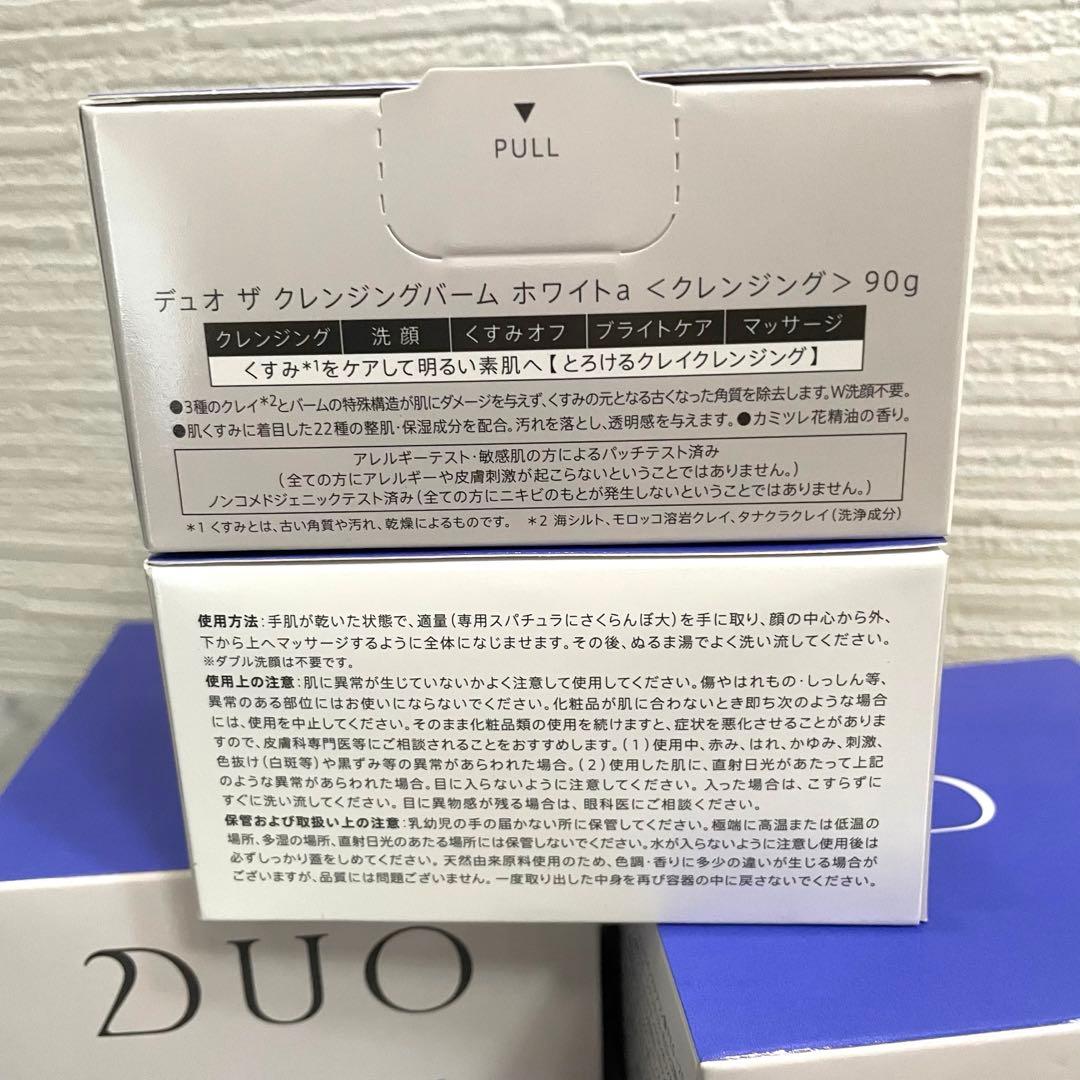 ▼
PULL
デュオ ザ クレンジングバーム ホワイトa ＜クレンジング＞ 90g
クレンジング 洗顔 くすみオフ ブライトケア マッサージ
くすみ*1をケアして明るい素肌へ【とろけるクレイクレンジング】
●3種のクレイ*2とバームの特殊構造が肌にダメージを与えず、くすみの元となる古くなった角質を除去します。W洗顔不要。
●肌くすみに着目した22種の整肌・保湿成分を配合。汚れを落とし、透明感を与えます。●カミツレ花精油の香り。
アレルギーテスト・敏感肌の方によるパッチテスト済み
(全ての方にアレルギーや皮膚刺激が起こらないということではありません。)
ノンコメドジェニックテスト済み(全ての方にニキビのもとが発生しないということではありません。)
*1 くすみとは、古い角質や汚れ、乾燥によるものです。 *2 海シルト、モロッコ溶岩クレイ、タナクラクレイ(洗浄成分)
使用方法:手肌が乾いた状態で、適量(専用スパチュラにさくらんぼ大)を手に取り、顔の中心から外、
下から上へマッサージするように全体になじませます。その後、ぬるま湯でよく洗い流してください。
※ダブル洗顔は不要です。
使用上の注意:肌に異常が生じていないかよく注意して使用してください。傷やはれもの・しっしん等、
異常のある部位にはお使いにならないでください。化粧品が肌に合わないとき即ち次のような場合
には、使用を中止してください。そのまま化粧品類の使用を続けますと、症状を悪化させることがありま
すので、皮膚科専門医等にご相談されることをおすすめします。(1)使用中、赤み、はれ、かゆみ、刺激、
色抜け(白斑等)や黒ずみ等の異常があらわれた場合。(2)使用した肌に、直射日光があたって上記
のような異常があらわれた場合。目に入らないように注意してください。入った場合は、こすらずに
すぐに洗い流してください。目に異物感が残る場合は、眼科医にご相談ください。
保管および取扱い上の注意:乳幼児の手の届かない所に保管してください。極端に高温または低温の
場所、多湿の場所、直射日光のあたる場所には保管しないでください。水が入らないように注意し使用後は
必ずしっかり蓋をしめてください。天然由来原料使用のため、色調・香りに多少の違いが生じる場合が
ございますが、品質には問題ございません。一度取り出した中身を再び容器の中に戻さないでください。
DUO